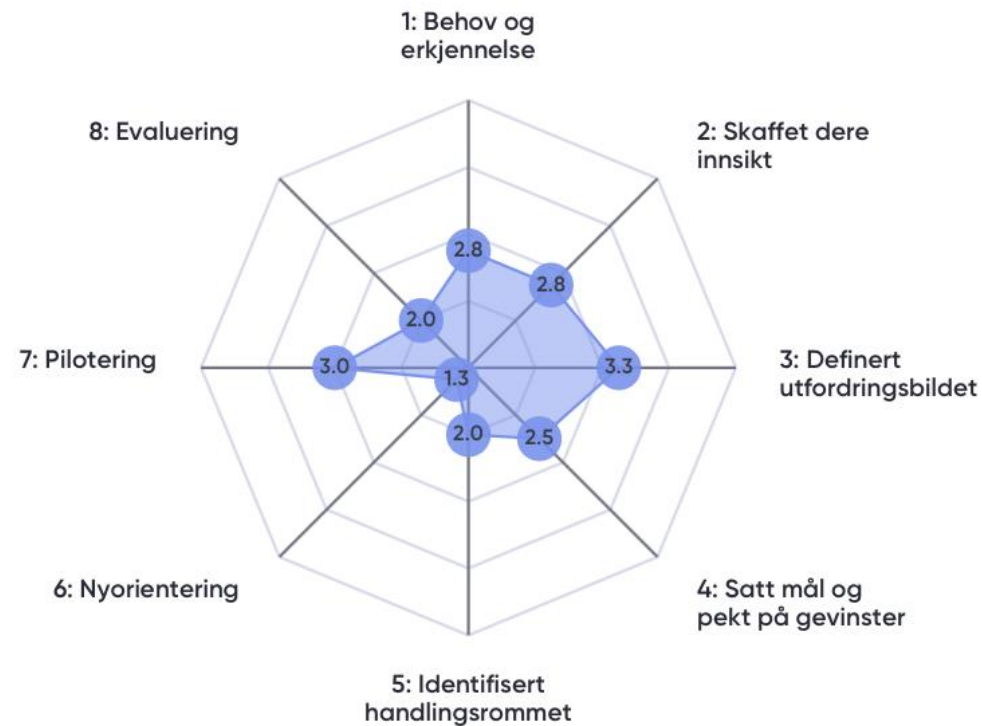 1: Behov og
erkjennelse
8: Evaluering
2: Skaffet dere
innsikt
2.8
2.8
2.0
7: Pilotering
3.0
3.3
3: Definert
utfordringsbildet
1.3
2.0
2.5
6: Nyorientering
4: Satt mål og
pekt på gevinster
5: Identifisert
handlingsrommet